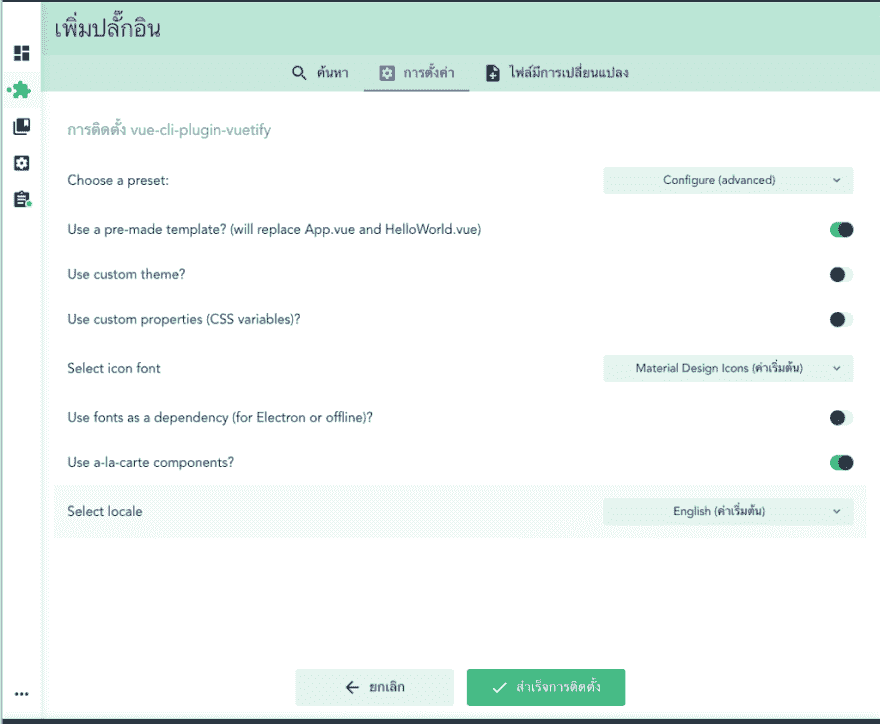 เพิ่มปลั๊กอิน
ค้นหา การตั้งค่า ไฟล์มีการเปลี่ยนแปลง
การติดตั้ง vue-cli-plugin-vuetify
Choose a preset: Configure (advanced)
Use a pre-made template? (will replace App.vue and HelloWorld.vue)
Use custom theme?
Use custom properties (CSS variables)?
Select icon font Material Design Icons (ค่าเริ่มต้น)
Use fonts as a dependency (for Electron or offline)?
Use a-la-carte components?
Select locale English (ค่าเริ่มต้น)
ยกเลิก สำเร็จการติดตั้ง